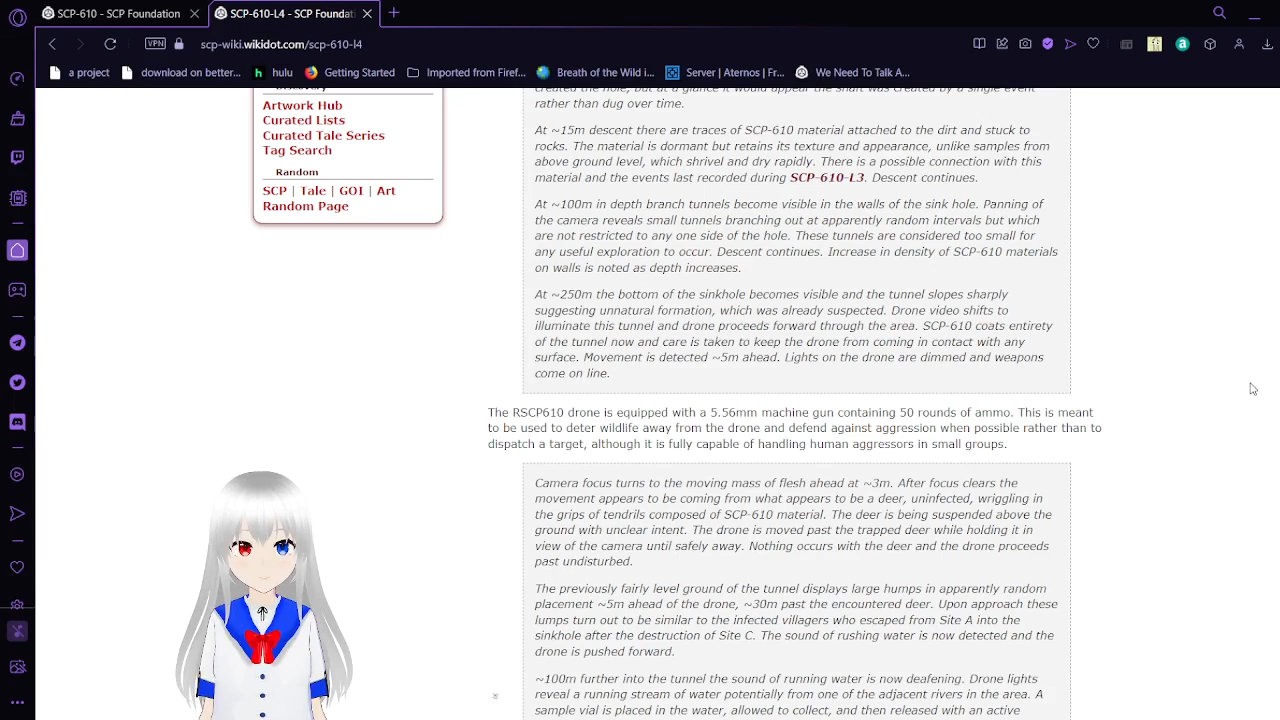 SCP-610 - SCP Foundation
SCP-610-L4 - SCP Foundati
VPN
scp-wiki.wikidot.com/scp-610-l4
a project
download on better...
hulu
Getting Started
Imported from Firef...
Breath of the Wild i...
Server | Aternos | Fr...
We Need To Talk A...
Discovery
Artwork Hub
Curated Lists
Curated Tale Series
Tag Search
Random
SCP | Tale | GOI | Art
Random Page
created the hole, but at a glance it would appear the shaft was created by a single event
rather than dug over time.
At ~15m descent there are traces of SCP-610 material attached to the dirt and stuck to
rocks. The material is dormant but retains its texture and appearance, unlike samples from
above ground level, which shrivel and dry rapidly. There is a possible connection with this
material and the events last recorded during SCP-610-L3. Descent continues.
At ~100m in depth branch tunnels become visible in the walls of the sink hole. Panning of
the camera reveals small tunnels branching out at apparently random intervals but which
are not restricted to any one side of the hole. These tunnels are considered too small for
any useful exploration to occur. Descent continues. Increase in density of SCP-610 materials
on walls is noted as depth increases.
At ~250m the bottom of the sinkhole becomes visible and the tunnel slopes sharply
suggesting unnatural formation, which was already suspected. Drone video shifts to
illuminate this tunnel and drone proceeds forward through the area. SCP-610 coats entirety
of the tunnel now and care is taken to keep the drone from coming in contact with any
surface. Movement is detected ~5m ahead. Lights on the drone are dimmed and weapons
come on line.
The RSCP610 drone is equipped with a 5.56mm machine gun containing 50 rounds of ammo. This is meant
to be used to deter wildlife away from the drone and defend against aggression when possible rather than to
dispatch a target, although it is fully capable of handling human aggressors in small groups.
Camera focus turns to the moving mass of flesh ahead at ~3m. After focus clears the
movement appears to be coming from what appears to be a deer, uninfected, wriggling in
the grips of tendrils composed of SCP-610 material. The deer is being suspended above the
ground with unclear intent. The drone is moved past the trapped deer while holding it in
view of the camera until safely away. Nothing occurs with the deer and the drone proceeds
past undisturbed.
The previously fairly level ground of the tunnel displays large humps in apparently random
placement ~5m ahead of the drone, ~30m past the encountered deer. Upon approach these
lumps turn out to be similar to the infected villagers who escaped from Site A into the
sinkhole after the destruction of Site C. The sound of rushing water is now detected and the
drone is pushed forward.
~100m further into the tunnel the sound of running water is now deafening. Drone lights
reveal a running stream of water potentially from one of the adjacent rivers in the area. A
sample vial is placed in the water, allowed to collect, and then released with an active